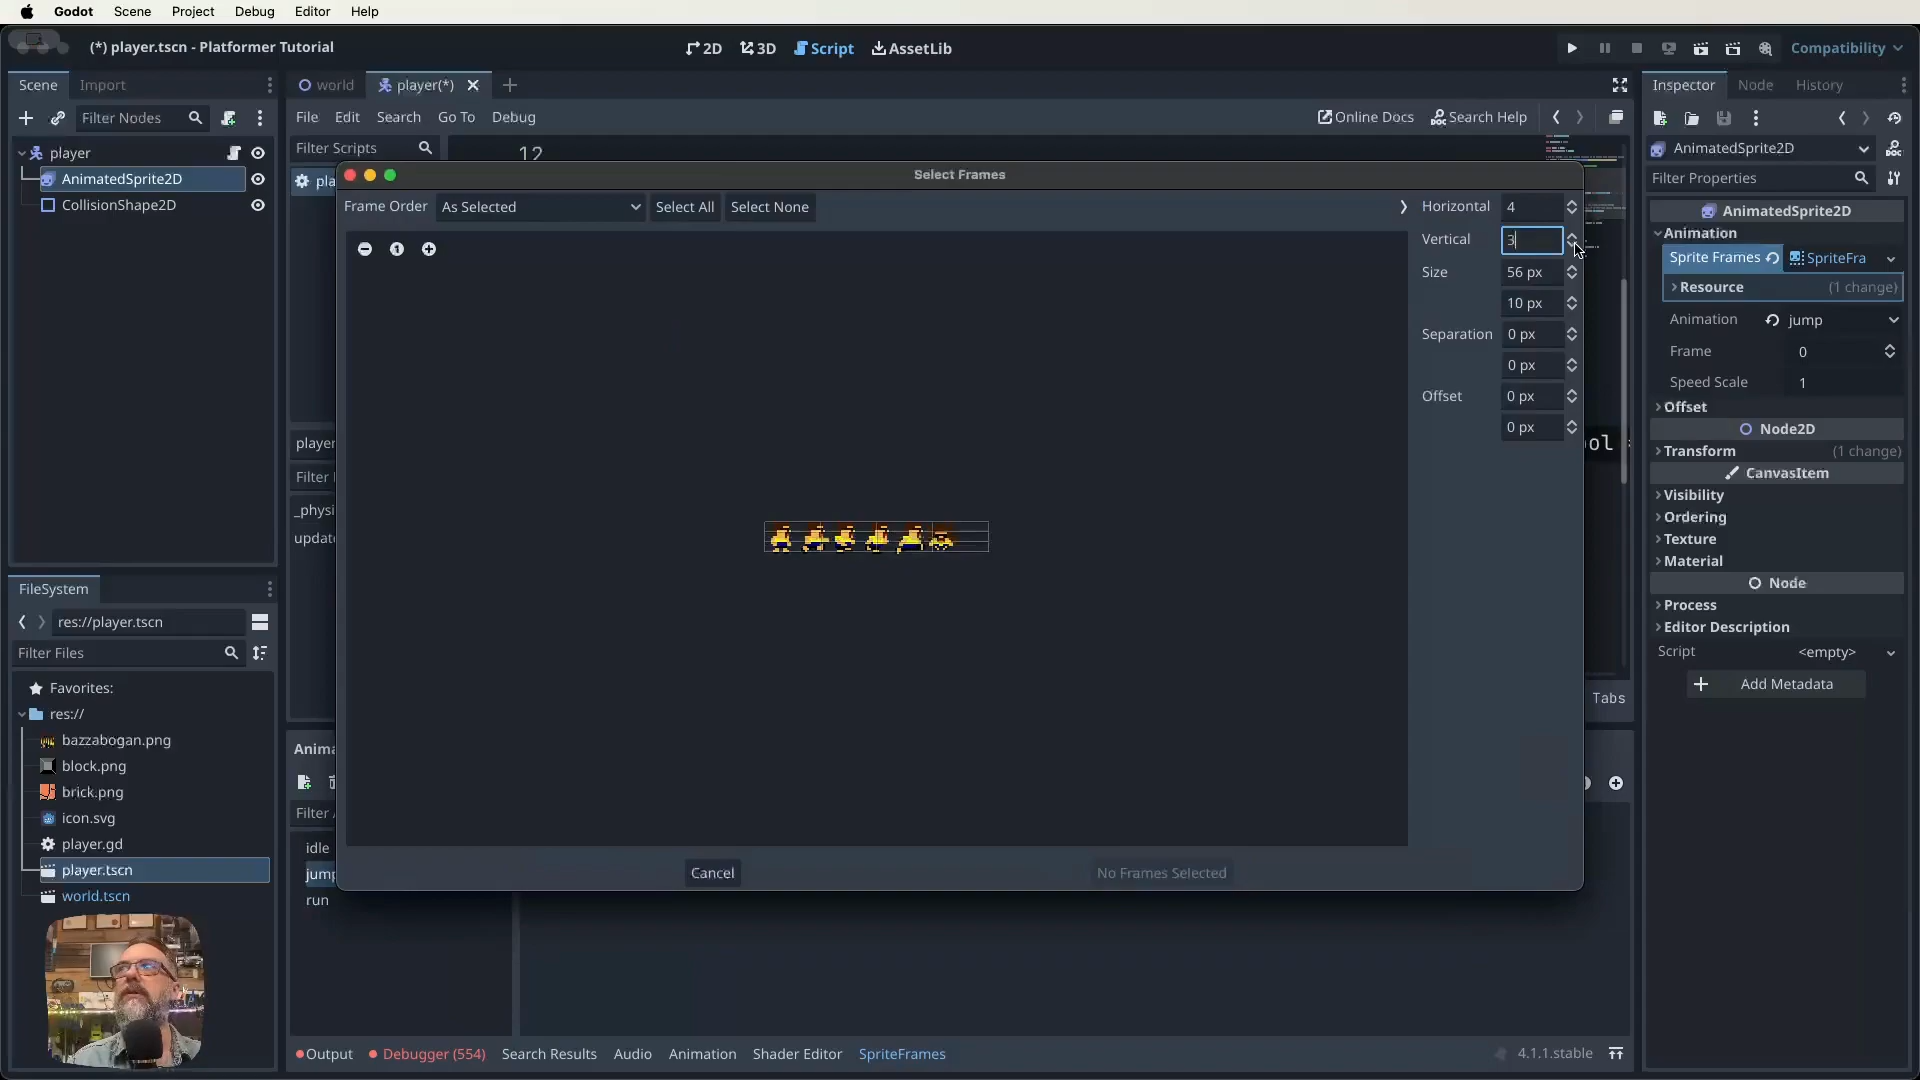 Godot Scene Project Debug Editor Help
(*) player.tscn - Platformer Tutorial
2D 3D Script AssetLib
Compatibility
Scene Import
world player(*)
Inspector Node History
Filter Nodes
File Edit Search Go To Debug
Online Docs Search Help
player
AnimatedSprite2D
CollisionShape2D
Filter Scripts
12
pla
Select Frames
Frame Order As Selected Select All Select None
Horizontal 4
Vertical 3
Size 56 px
10 px
Separation 0 px
0 px
Offset 0 px
0 px
Cancel No Frames Selected
AnimatedSprite2D
Filter Properties
AnimatedSprite2D
Animation
Sprite Frames SpriteFra
Resource (1 change)
Animation jump
Frame 0
Speed Scale 1
Offset
Node2D
Transform (1 change)
CanvasItem
Visibility
Ordering
Texture
Material
Node
Process
Editor Description
Script <empty>
Add Metadata
player
Filter
_physi
update
ool
Tabs
FileSystem
res://player.tscn
Filter Files
Favorites:
res://
bazzabogan.png
block.png
brick.png
icon.svg
player.gd
player.tscn
world.tscn
Anima
Filter A
idle
jump
run
Output Debugger (554) Search Results Audio Animation Shader Editor SpriteFrames
4.1.1.stable